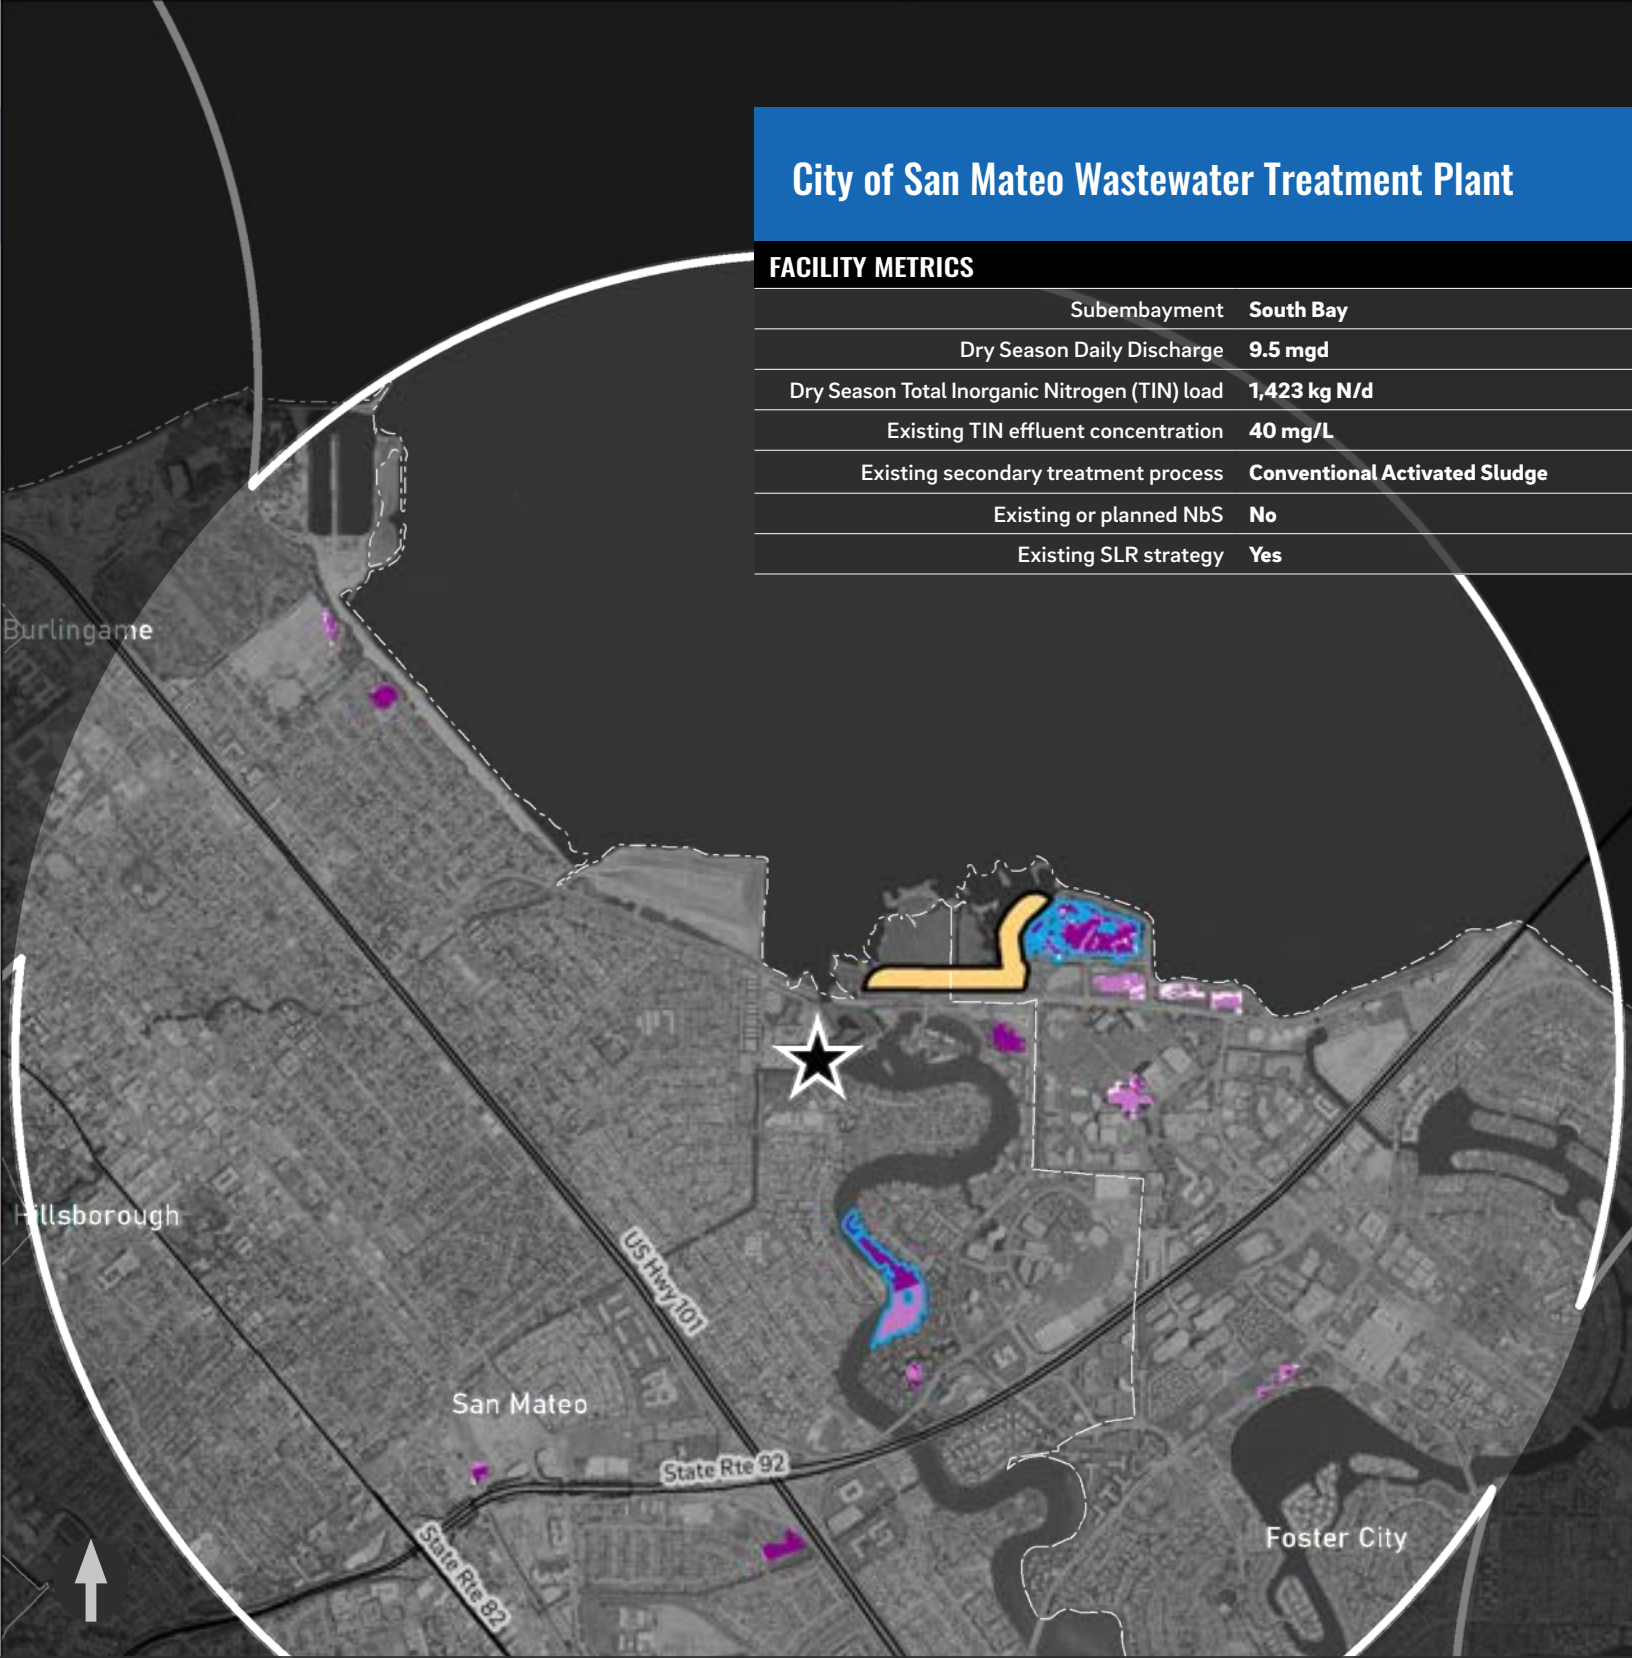 City of San Mateo Wastewater Treatment Plant
FACILITY METRICS
Subembayment South Bay
Dry Season Daily Discharge 9.5 mgd
Dry Season Total Inorganic Nitrogen (TIN) load 1,423 kg N/d
Existing TIN effluent concentration 40 mg/L
Existing secondary treatment process Conventional Activated Sludge
Existing or planned NbS No
Existing SLR strategy Yes
Burlingame
Hillsborough
US Hwy 101
San Mateo
State Rte 92
Foster City
State Rte 82